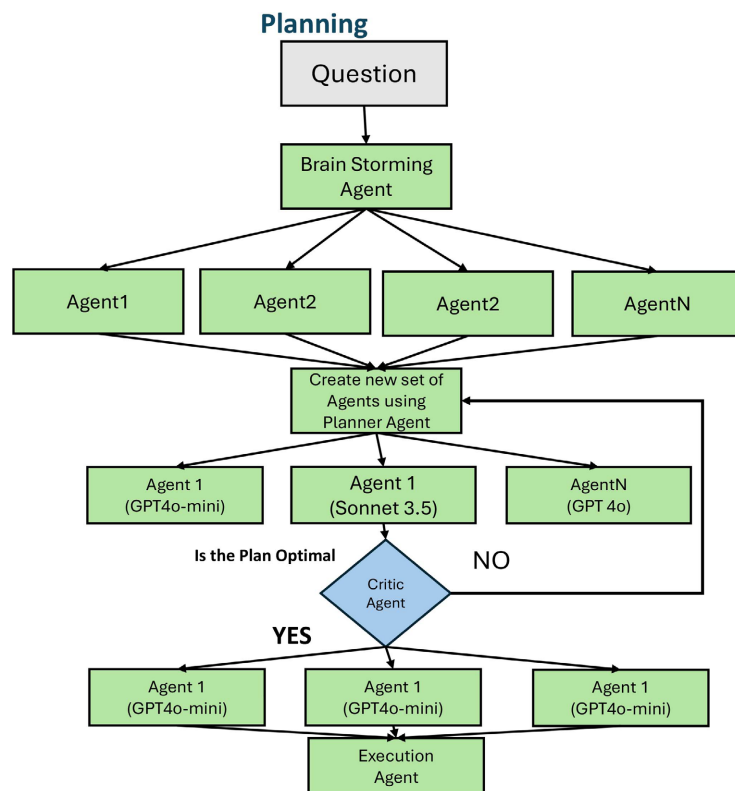 Planning
Question
Brain Storming
Agent
Agent1
Agent2
Agent2
AgentN
Create new set of
Agents using
Planner Agent
Agent 1
(GPT4o-mini)
Agent 1
(Sonnet 3.5)
AgentN
(GPT 4o)
Is the Plan Optimal
NO
Critic
Agent
YES
Agent 1
(GPT4o-mini)
Agent 1
(GPT4o-mini)
Agent 1
(GPT4o-mini)
Execution
Agent